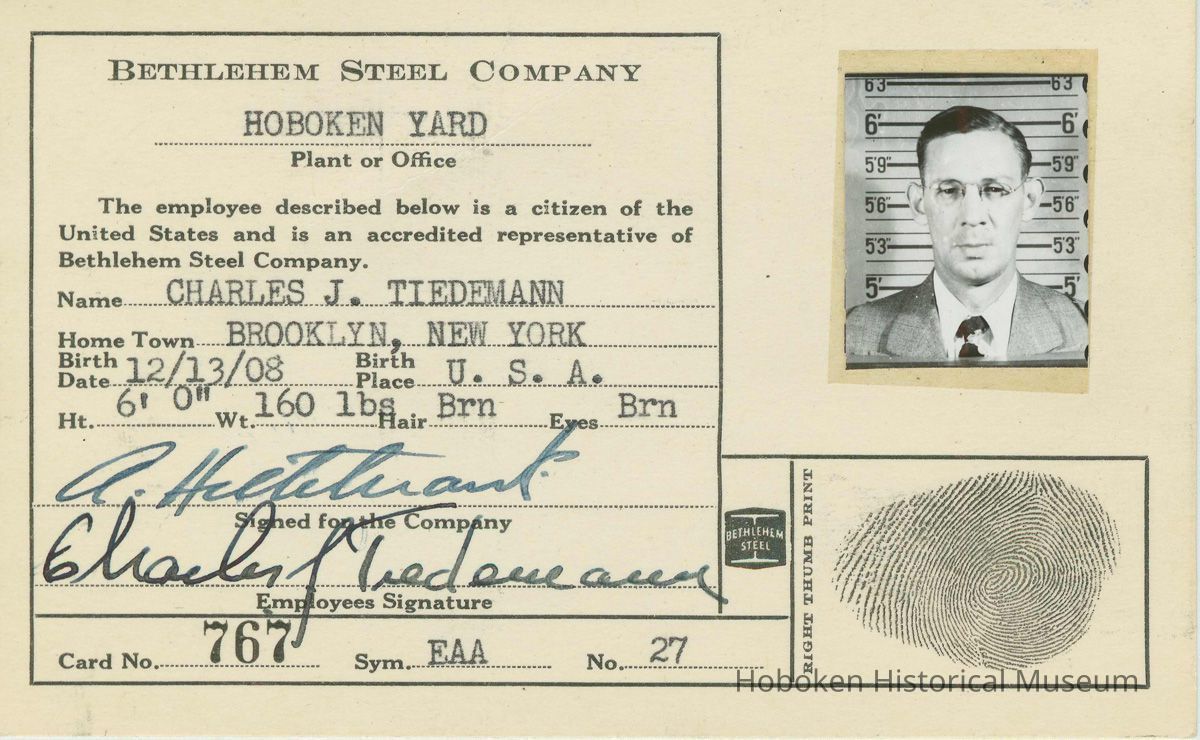 BETHLEHEM STEEL COMPANY
HOBOKEN YARD
Plant or Office
The employee described below is a citizen of the
United States and is an accredited representative of
Bethlehem Steel Company.
Name CHARLES J. TIEDEMANN
Home Town BROOKLYN, NEW YORK
Birth Date 12/13/08 Birth Place U. S. A.
Ht. 6' 0" Wt. 160 lbs Hair Brn Eyes Brn
A.
Signed for the Company
Charles J Tiedemann
Employees Signature
Card No. 767 Sym. EAA No. 27
63 63
6' 6'
5'9" 5'9"
5'6" 5'6"
5'3" 5'3"
5' 5'
BETHLEHEM
STEEL
RIGHT THUMB PRINT
Hoboken Historical Museum